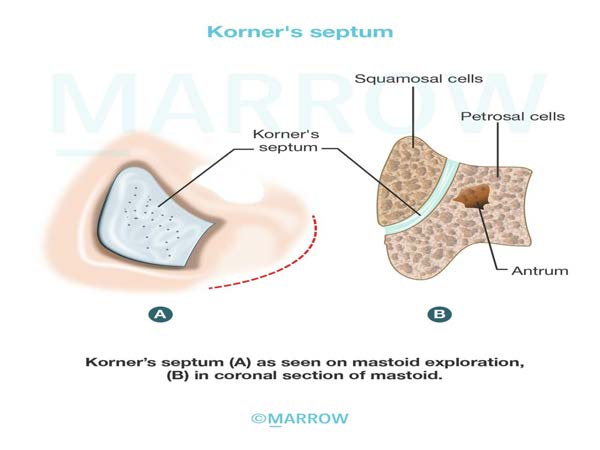 Korner's septum
MARROW
Squamosal cells
Petrosal cells
Korner's
septum
Antrum
A
B
Korner’s septum (A) as seen on mastoid exploration,
(B) in coronal section of mastoid.
©MARROW